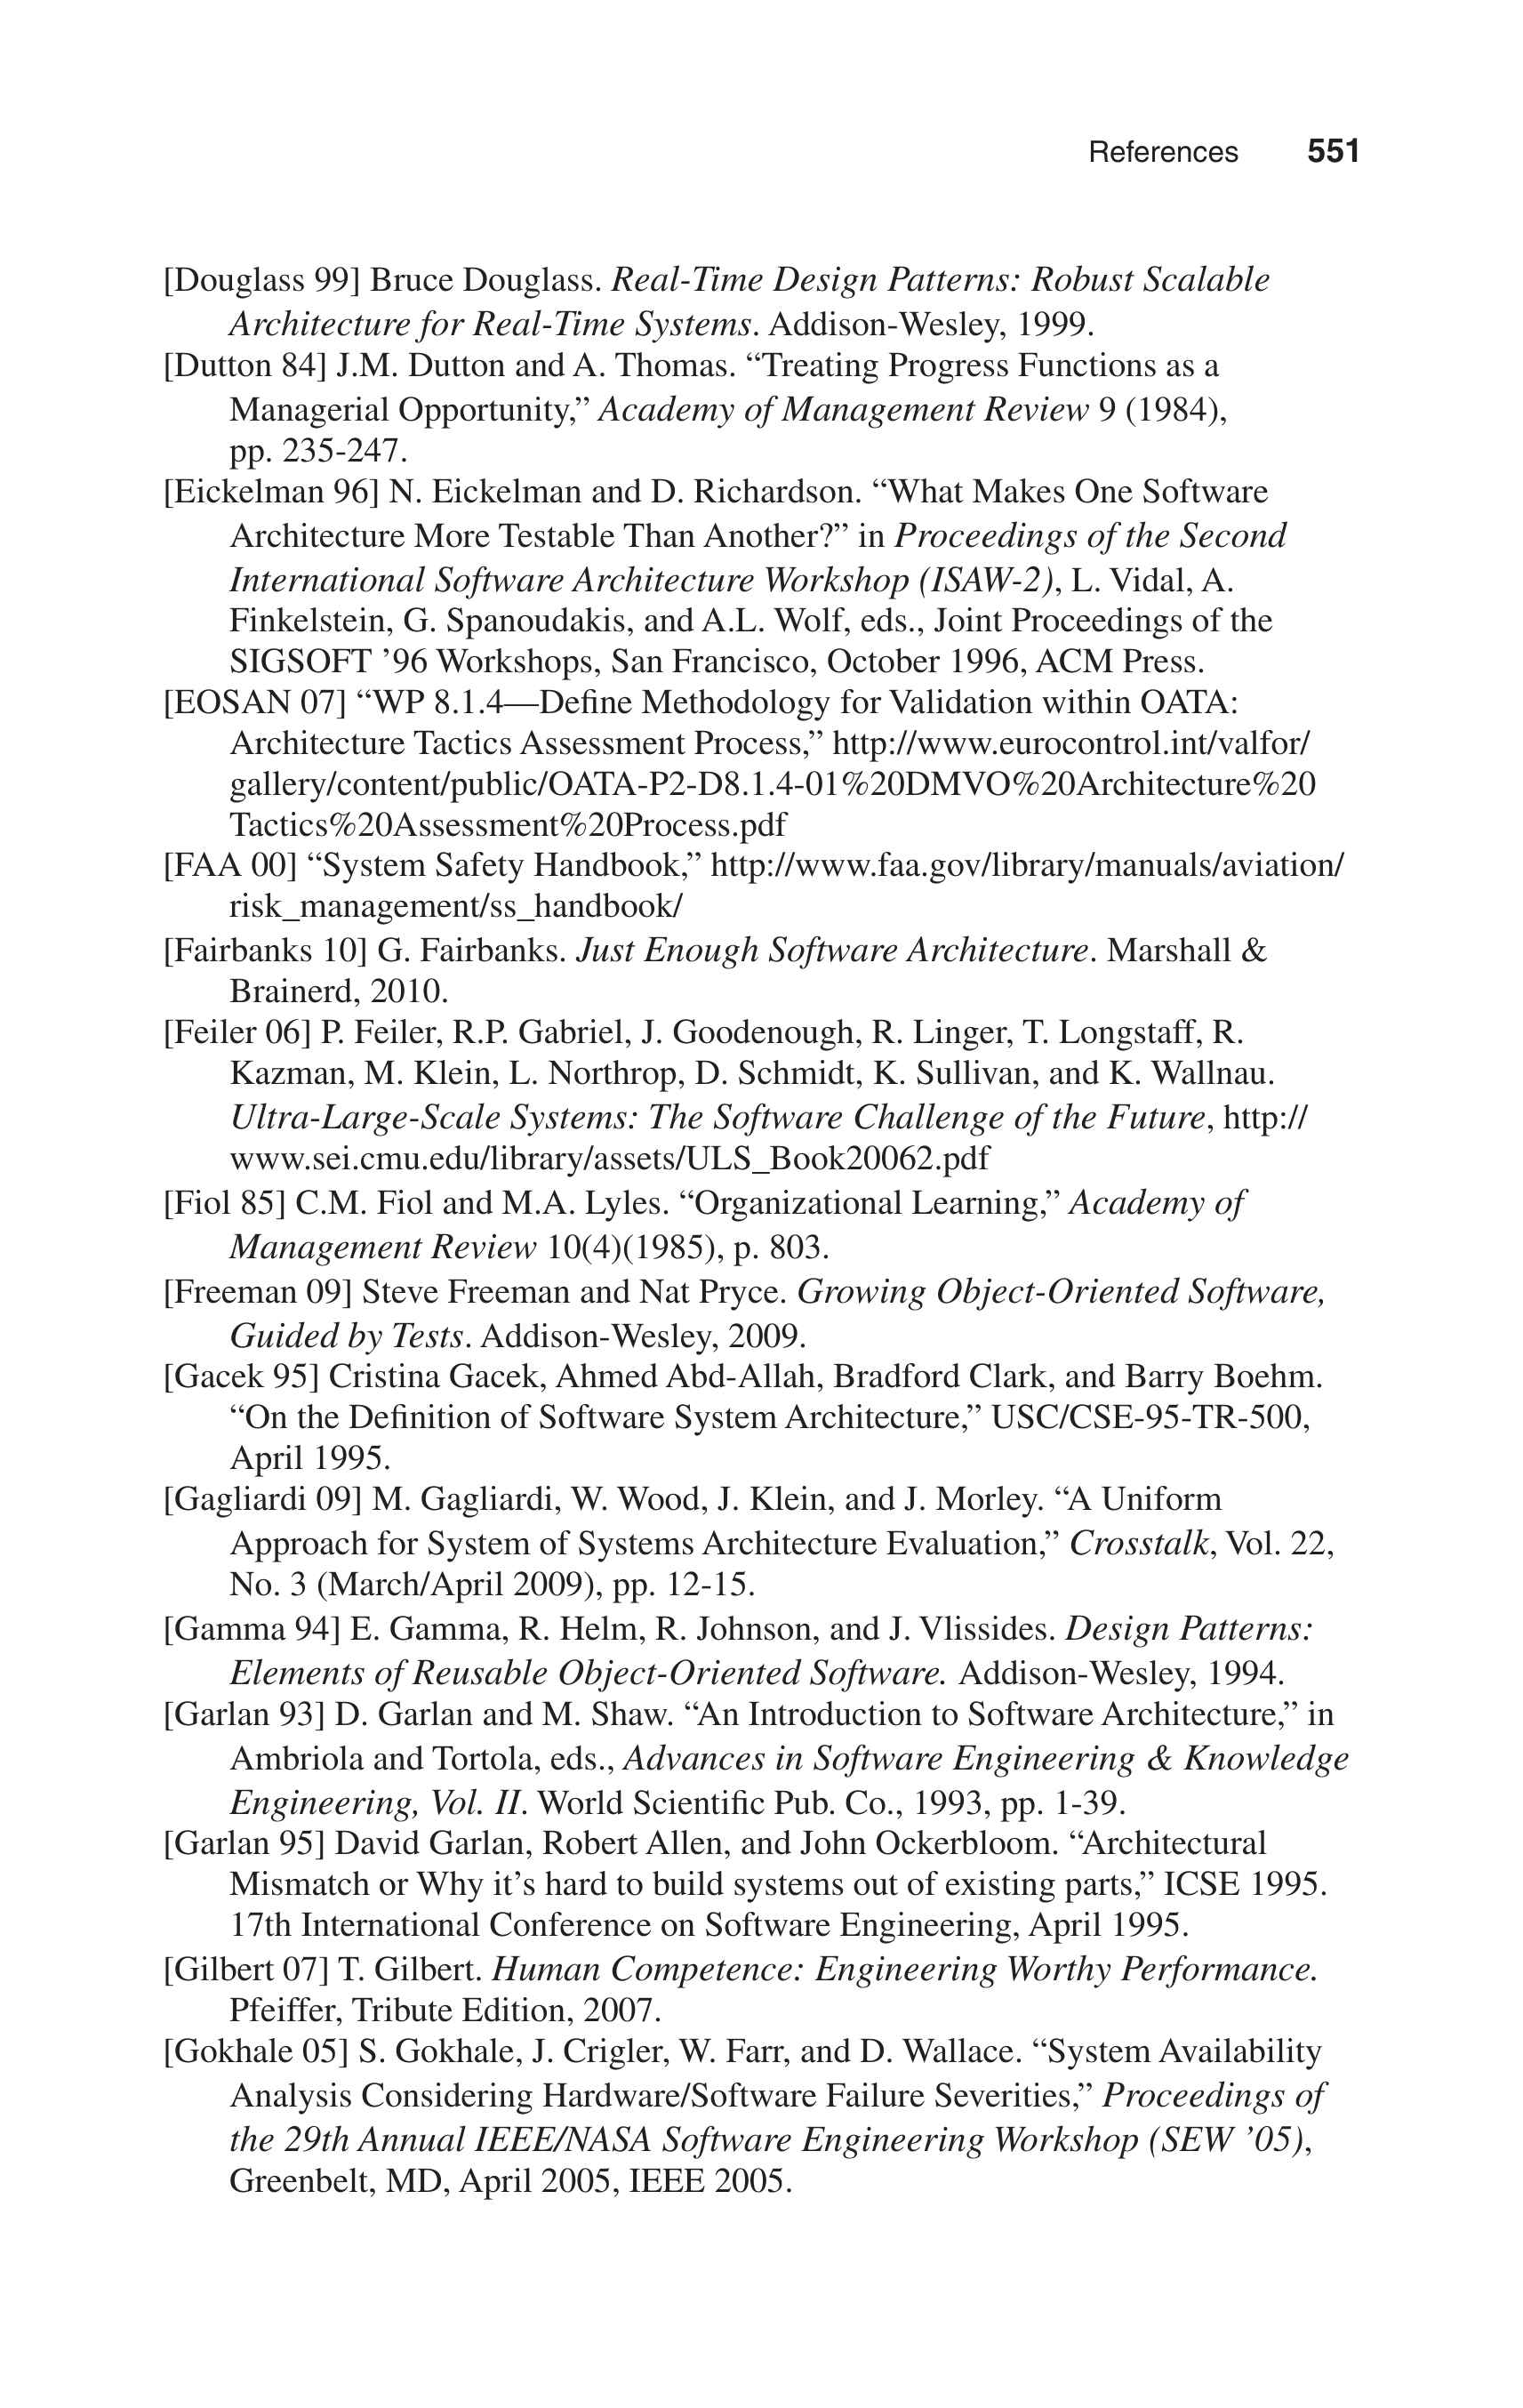 References 551
[Douglass 99] Bruce Douglass. Real-Time Design Patterns: Robust Scalable
Architecture for Real-Time Systems. Addison-Wesley, 1999.
[Dutton 84] J.M. Dutton and A. Thomas. “Treating Progress Functions as a
Managerial Opportunity,” Academy of Management Review 9 (1984),
pp. 235-247.
[Eickelman 96] N. Eickelman and D. Richardson. “What Makes One Software
Architecture More Testable Than Another?” in Proceedings of the Second
International Software Architecture Workshop (ISAW-2), L. Vidal, A.
Finkelstein, G. Spanoudakis, and A.L. Wolf, eds., Joint Proceedings of the
SIGSOFT ’96 Workshops, San Francisco, October 1996, ACM Press.
[EOSAN 07] “WP 8.1.4—Define Methodology for Validation within OATA:
Architecture Tactics Assessment Process,” http://www.eurocontrol.int/valfor/
gallery/content/public/OATA-P2-D8.1.4-01%20DMVO%20Architecture%20
Tactics%20Assessment%20Process.pdf
[FAA 00] “System Safety Handbook,” http://www.faa.gov/library/manuals/aviation/
risk_management/ss_handbook/
[Fairbanks 10] G. Fairbanks. Just Enough Software Architecture. Marshall &
Brainerd, 2010.
[Feiler 06] P. Feiler, R.P. Gabriel, J. Goodenough, R. Linger, T. Longstaff, R.
Kazman, M. Klein, L. Northrop, D. Schmidt, K. Sullivan, and K. Wallnau.
Ultra-Large-Scale Systems: The Software Challenge of the Future, http://
www.sei.cmu.edu/library/assets/ULS_Book20062.pdf
[Fiol 85] C.M. Fiol and M.A. Lyles. “Organizational Learning,” Academy of
Management Review 10(4)(1985), p. 803.
[Freeman 09] Steve Freeman and Nat Pryce. Growing Object-Oriented Software,
Guided by Tests. Addison-Wesley, 2009.
[Gacek 95] Cristina Gacek, Ahmed Abd-Allah, Bradford Clark, and Barry Boehm.
“On the Definition of Software System Architecture,” USC/CSE-95-TR-500,
April 1995.
[Gagliardi 09] M. Gagliardi, W. Wood, J. Klein, and J. Morley. “A Uniform
Approach for System of Systems Architecture Evaluation,” Crosstalk, Vol. 22,
No. 3 (March/April 2009), pp. 12-15.
[Gamma 94] E. Gamma, R. Helm, R. Johnson, and J. Vlissides. Design Patterns:
Elements of Reusable Object-Oriented Software. Addison-Wesley, 1994.
[Garlan 93] D. Garlan and M. Shaw. “An Introduction to Software Architecture,” in
Ambriola and Tortola, eds., Advances in Software Engineering & Knowledge
Engineering, Vol. II. World Scientific Pub. Co., 1993, pp. 1-39.
[Garlan 95] David Garlan, Robert Allen, and John Ockerbloom. “Architectural
Mismatch or Why it’s hard to build systems out of existing parts,” ICSE 1995.
17th International Conference on Software Engineering, April 1995.
[Gilbert 07] T. Gilbert. Human Competence: Engineering Worthy Performance.
Pfeiffer, Tribute Edition, 2007.
[Gokhale 05] S. Gokhale, J. Crigler, W. Farr, and D. Wallace. “System Availability
Analysis Considering Hardware/Software Failure Severities,” Proceedings of
the 29th Annual IEEE/NASA Software Engineering Workshop (SEW ’05),
Greenbelt, MD, April 2005, IEEE 2005.